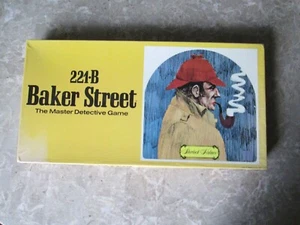 221-B
Baker Street
The Master Detective Game